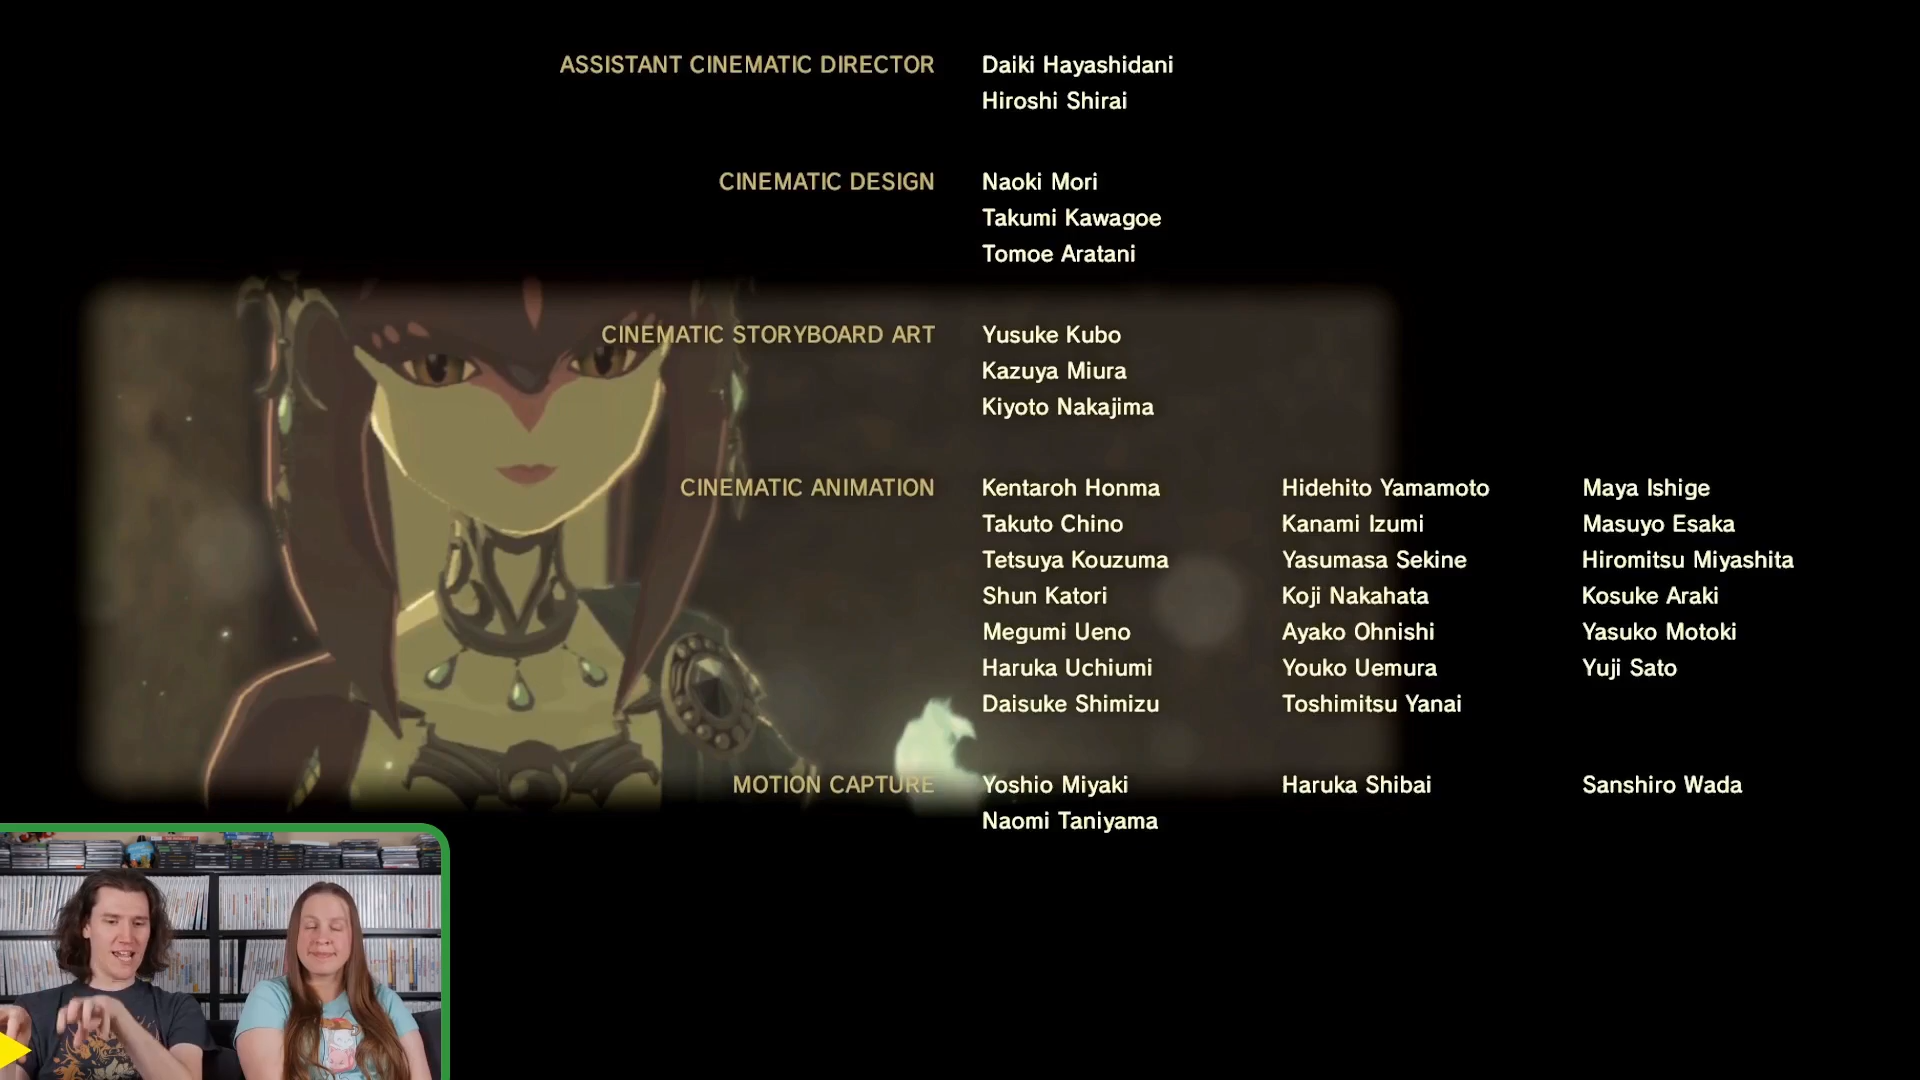 ASSISTANT CINEMATIC DIRECTOR Daiki Hayashidani
Hiroshi Shirai
CINEMATIC DESIGN Naoki Mori
Takumi Kawagoe
Tomoe Aratani
CINEMATIC STORYBOARD ART Yusuke Kubo
Kazuya Miura
Kiyoto Nakajima
CINEMATIC ANIMATION Kentaroh Honma Hidehito Yamamoto Maya Ishige
Takuto Chino Kanami Izumi Masuyo Esaka
Tetsuya Kouzuma Yasumasa Sekine Hiromitsu Miyashita
Shun Katori Koji Nakahata Kosuke Araki
Megumi Ueno Ayako Ohnishi Yasuko Motoki
Haruka Uchiumi Youko Uemura Yuji Sato
Daisuke Shimizu Toshimitsu Yanai
MOTION CAPTURE Yoshio Miyaki Haruka Shibai Sanshiro Wada
Naomi Taniyama